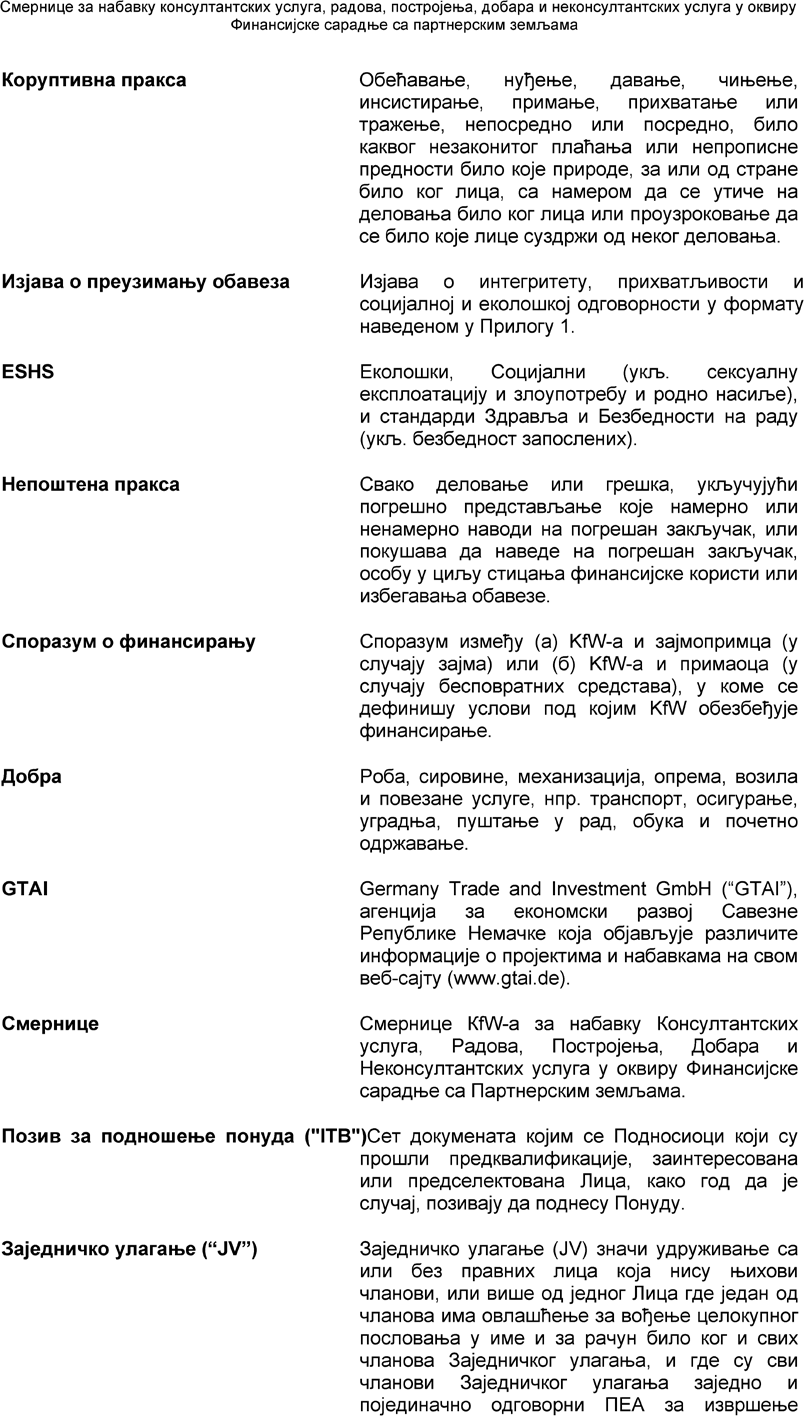 Смернице за набавку консултантских услуга, радова, постројења, добара и неконсултантских услуга у оквиру
Финансијске сарадње са партнерским земљама
Коруптивна пракса Обећавање, нуђење, давање, чињење,
инсистирање, примање, прихватање или
тражење, непосредно или посредно, било
каквог незаконитог плаћања или непрописне
предности било које природе, за или од стране
било ког лица, са намером да се утиче на
деловања било ког лица или проузроковање да
се било које лице суздржи од неког деловања.
Изјава о преузимању обавеза Изјава о интегритету, прихватљивости и
социјалној и еколошкој одговорности у формату
наведеном у Прилогу 1.
ESHS Еколошки, Социјални (укљ. сексуалну
експлоатацију и злоупотребу и родно насиље),
и стандарди Здравља и Безбедности на раду
(укљ. безбедност запослених).
Непоштена пракса Свако деловање или грешка, укључујући
погрешно представљање које намерно или
ненамерно наводи на погрешан закључак, или
покушава да наведе на погрешан закључак,
особу у циљу стицања финансијске користи или
избегавања обавезе.
Споразум о финансирању Споразум између (а) KfW-а и зајмопримца (у
случају зајма) или (б) KfW-а и примаоца (у
случају бесповратних средстава), у коме се
дефинишу услови под којим KfW обезбеђује
финансирање.
Добра Роба, сировине, механизација, опрема, возила
и повезане услуге, нпр. транспорт, осигурање,
уградња, пуштање у рад, обука и почетно
одржавање.
GTAI Germany Trade and Investment GmbH (“GTAI”),
агенција за економски развој Савезне
Републике Немачке која објављује различите
информације о пројектима и набавкама на свом
веб-сајту (www.gtai.de).
Смернице Смернице KfW-а за набавку Консултантских
услуга, Радова, Постројења, Добара и
Неконсултантских услуга у оквиру Финансијске
сарадње са Партнерским земљама.
Позив за подношење понуда ("ITB")Сет докумената којим се Подносиоци који су
прошли предквалификације, заинтересована
или предселектована Лица, како год да је
случај, позивају да поднесу Понуду.
Заједничко улагање (“JV”) Заједничко улагање (JV) значи удруживање са
или без правних лица која нису њихови
чланови, или више од једног Лица где један од
чланова има овлашћење за вођење целокупног
пословања у име и за рачун било ког и свих
чланова Заједничког улагања, и где су сви
чланови Заједничког улагања заједно и
појединачно одговорни ПЕА за извршење